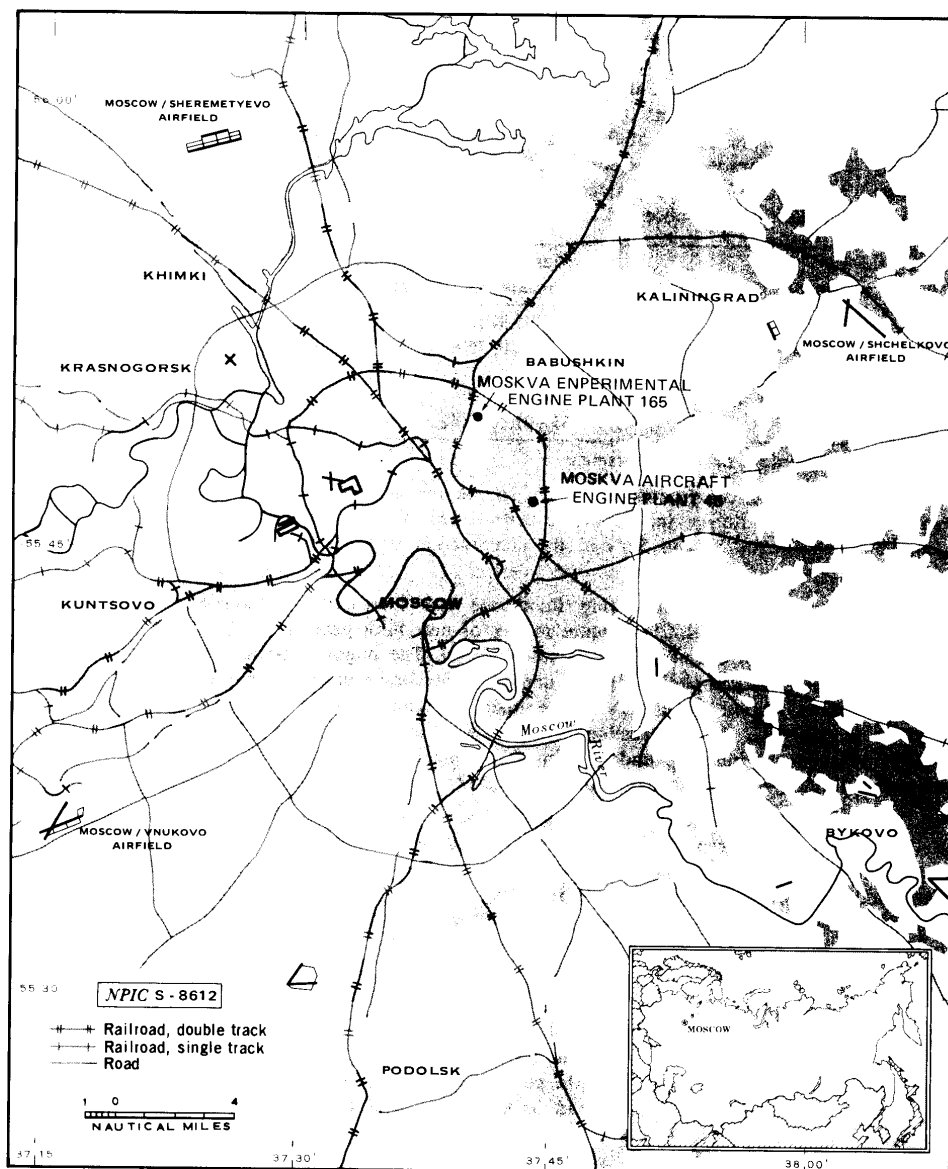 56 00'
MOSCOW / SHEREMETYEVO
AIRFIELD
KHIMKI
KALININGRAD
MOSCOW / SHCHELKOVO
AIRFIELD
KRASNOGORSK
BABUSHKIN
MOSKVA ENPERIMENTAL
ENGINE PLANT 165
MOSKVA AIRCRAFT
ENGINE PLANT 45
55 45'
KUNTSOVO
MOSCOW
Moscow
River
MOSCOW / VNUKOVO
AIRFIELD
BYKOVO
55 30
NPIC S - 8612
MOSCOW
Railroad, double track
Railroad, single track
Road
PODOLSK
1 0 4
NAUTICAL MILES
37,15
37,30'
37,45'
38,00'